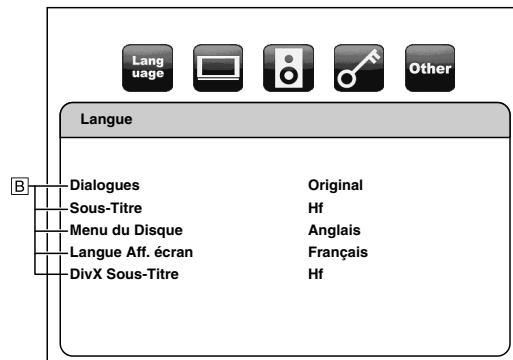 Lang
uage
Other
Langue
B
Dialogues Original
Sous-Titre Hf
Menu du Disque Anglais
Langue Aff. écran Français
DivX Sous-Titre Hf